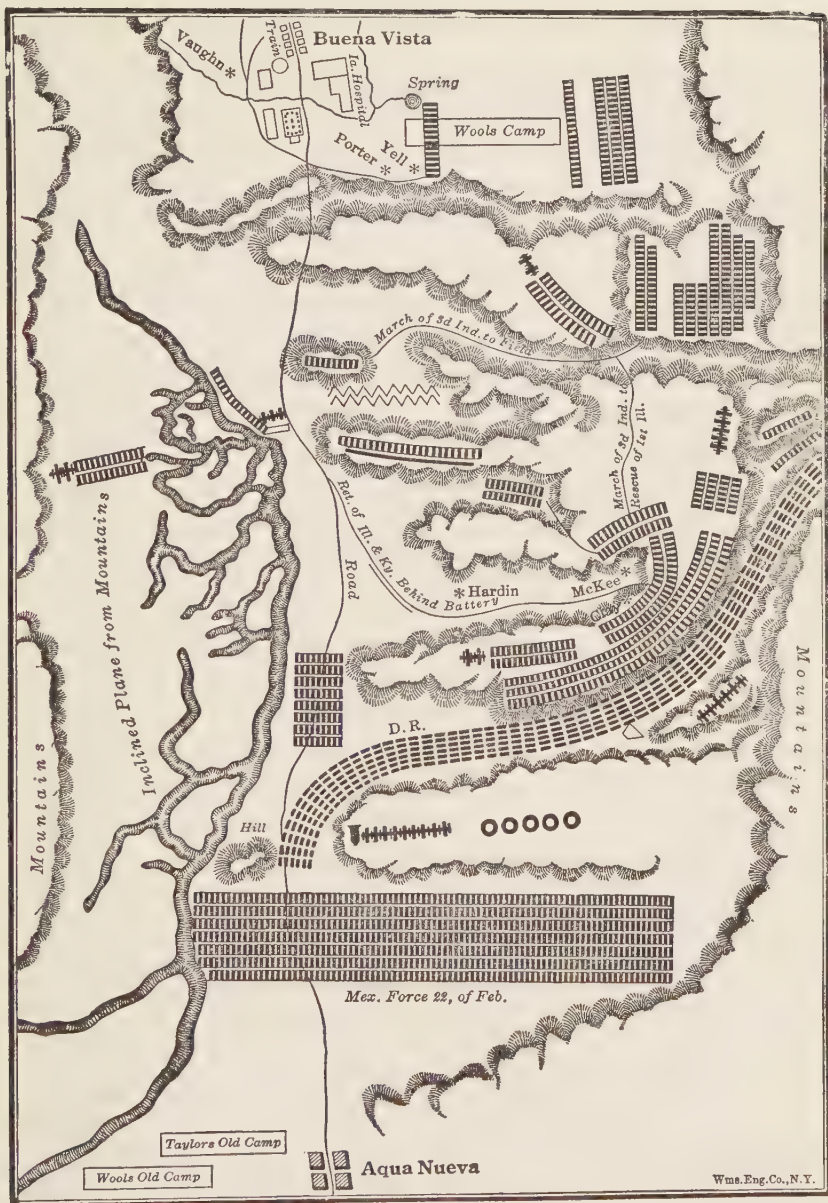 Buena Vista
Train
Vaughn *
Ia. Hospital
Spring
Wools Camp
Yell *
Porter *
March of 3d Ind. to Field
March of 3d Ind. to
Rescue of 1st Ill.
Inclined Plane from Mountains
Ret. of Ill. & Ky. Behind Battery
Road
* Hardin
McKee *
Clay
Mountains
Mountains
D. R.
Hill
Mex. Force 22, of Feb.
Taylors Old Camp
Wools Old Camp
Aqua Nueva
Wms. Eng. Co., N. Y.